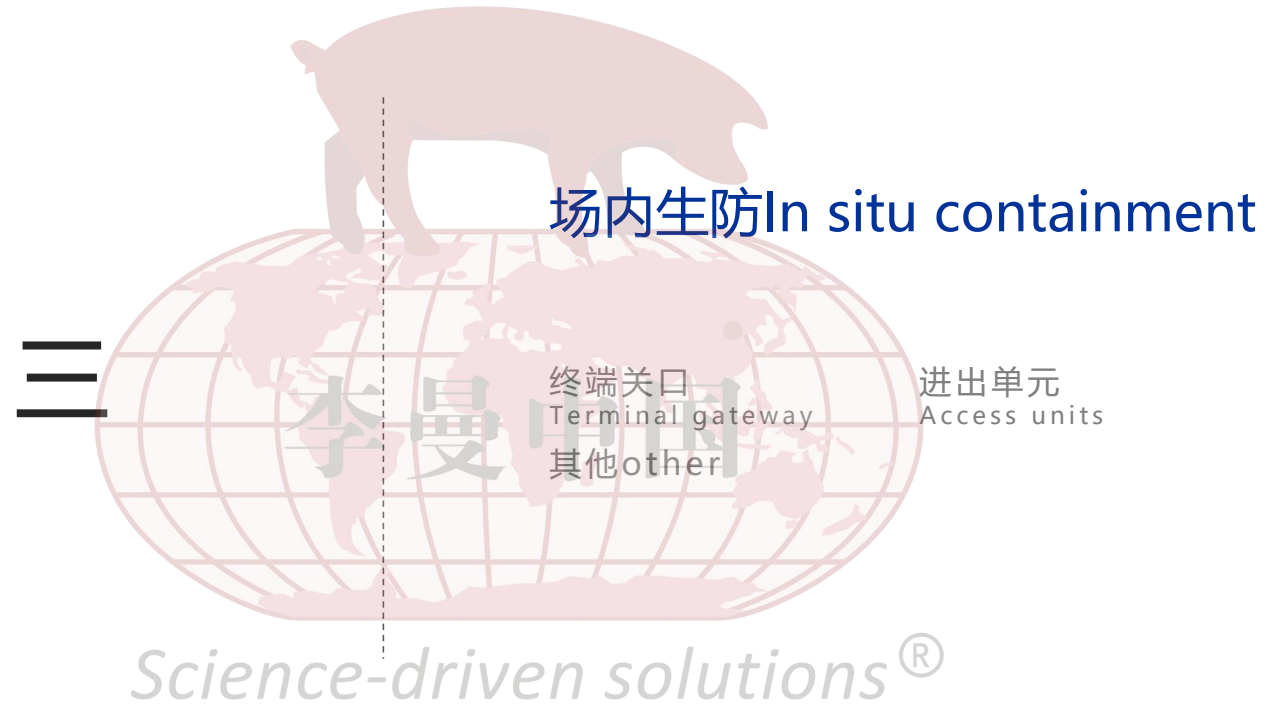 场内生防In situ containment
三
终端关口
Terminal gateway
进出单元
Access units
其他other
李曼中国
Science-driven solutions®